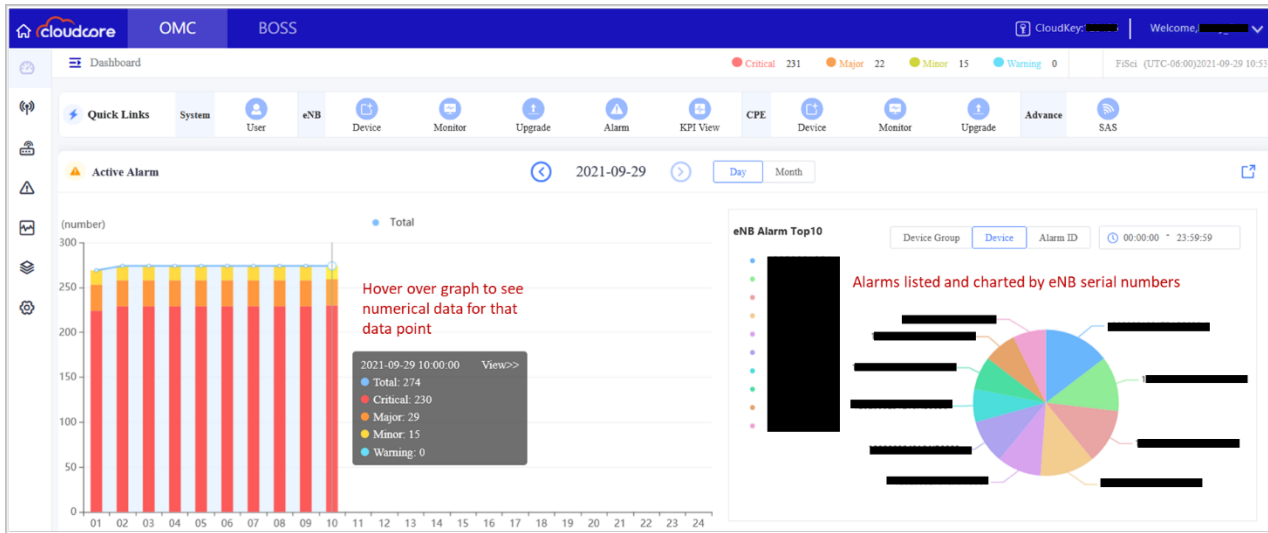 cloudcore OMC BOSS CloudKey: Welcome,
Dashboard Critical 231 Major 22 Minor 15 Warning 0 FiSci (UTC-06:00)2021-09-29 10:53
Quick Links System User eNB Device Monitor Upgrade Alarm KPI View CPE Device Monitor Upgrade Advance SAS
Active Alarm 2021-09-29 Day Month
(number) Total
300
250
200
150
100
50
0
01 02 03 04 05 06 07 08 09 10 11 12 13 14 15 16 17 18 19 20 21 22 23 24
Hover over graph to see
numerical data for that
data point
2021-09-29 10:00:00 View>>
Total: 274
Critical: 230
Major: 29
Minor: 15
Warning: 0
eNB Alarm Top10 Device Group Device Alarm ID 00:00:00 - 23:59:59
Alarms listed and charted by eNB serial numbers